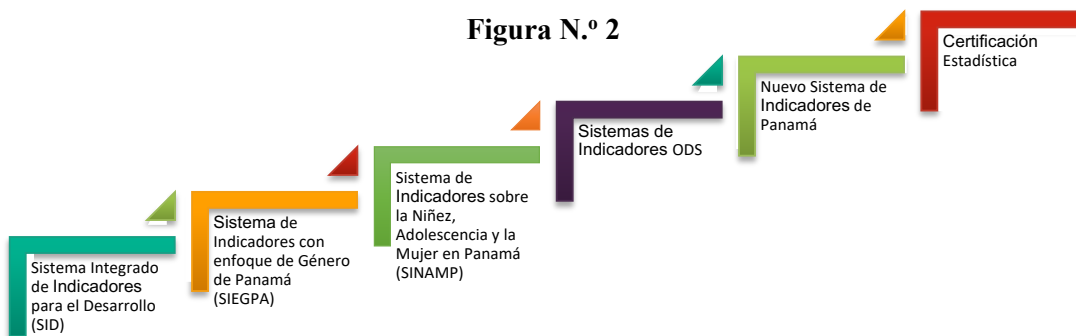 Figura N.º 2
Sistema Integrado
de Indicadores
para el Desarrollo
(SID)
Sistema de
Indicadores con
enfoque de Género
de Panamá
(SIEGPA)
Sistema de
Indicadores sobre
la Niñez,
Adolescencia y la
Mujer en Panamá
(SINAMP)
Sistemas de
Indicadores ODS
Nuevo Sistema de
Indicadores de
Panamá
Certificación
Estadística